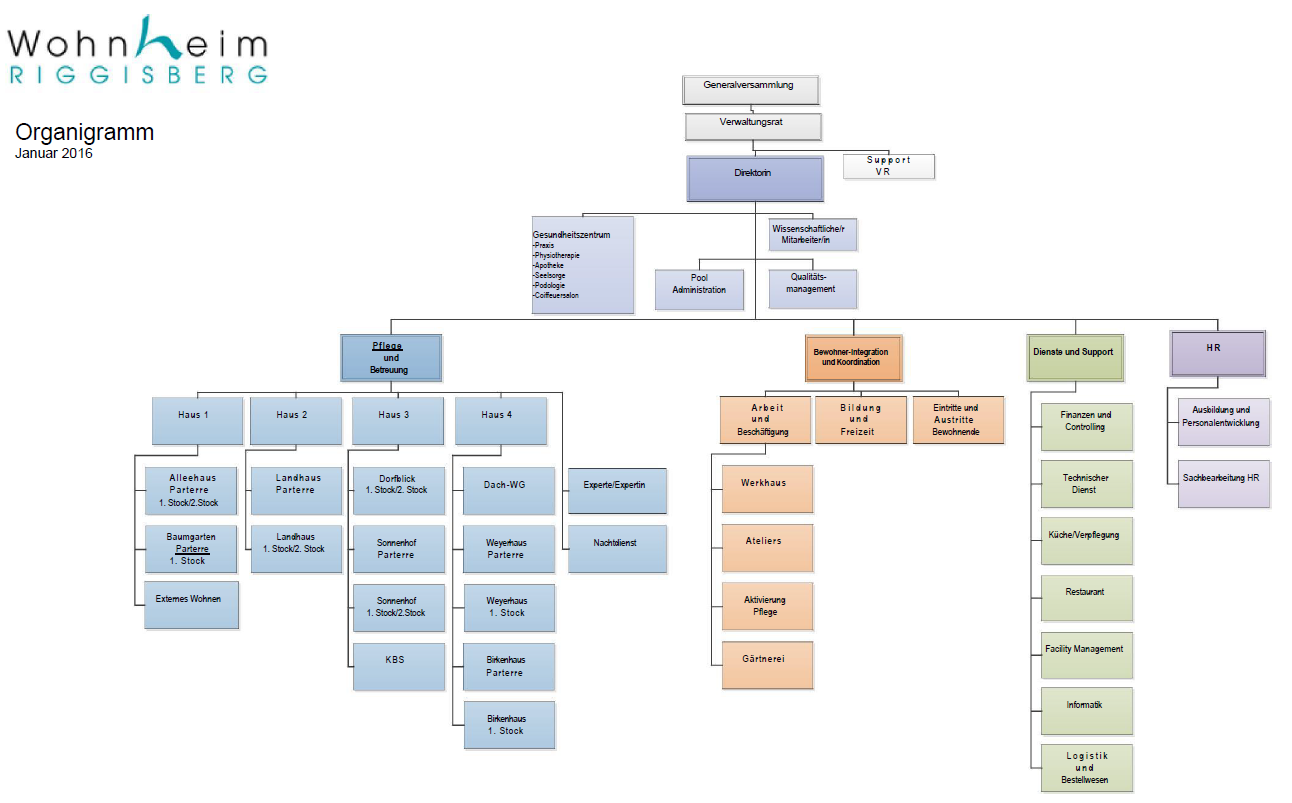 Wohnheim
RIGGISBERG
Organigramm
Januar 2016
Generalversammlung
Verwaltungsrat
Support
VR
Direktorin
Gesundheitszentrum
-Praxis
-Physiotherapie
-Apotheke
-Seelsorge
-Podologie
-Coiffeuersalon
Wissenschaftliche/r
Mitarbeiter/in
Pool
Administration
Qualitäts-
management
Pflege
und
Betreuung
Haus 1
Alleehaus
Parterre
1. Stock/2.Stock
Baumgarten
Parterre
1. Stock
Externes Wohnen
Haus 2
Landhaus
Parterre
Landhaus
1. Stock/2. Stock
Haus 3
Dorfblick
1. Stock/2. Stock
Sonnenhof
Parterre
Sonnenhof
1. Stock/2.Stock
KBS
Haus 4
Dach-WG
Weyerhaus
Parterre
Weyerhaus
1. Stock
Birkenhaus
Parterre
Birkenhaus
1. Stock
Experte/Expertin
Nachtdienst
Bewohner-Integration
und Koordination
Arbeit
und
Beschäftigung
Werkhaus
Ateliers
Aktivierung
Pflege
Gärtnerei
Bildung
und
Freizeit
Eintritte und
Austritte
Bewohnende
Dienste und Support
Finanzen und
Controlling
Technischer
Dienst
Küche/Verpflegung
Restaurant
Facility Management
Informatik
Logistik
und
Bestellwesen
HR
Ausbildung und
Personalentwicklung
Sachbearbeitung HR